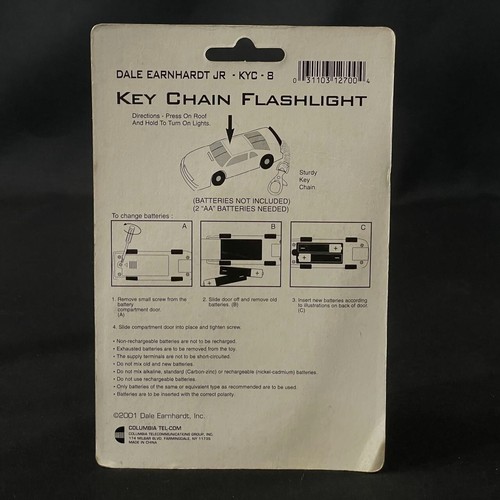 DALE EARNHARDT JR - KYC - 8
0 31103 12700 4
KEY CHAIN FLASHLIGHT
Directions - Press On Roof
And Hold To Turn On Lights.
Sturdy
Key
Chain
(BATTERIES NOT INCLUDED)
(2 "AA" BATTERIES NEEDED)
To change batteries :
A
B
C
1. Remove small screw from the
battery
compartment door.
(A)
2. Slide door off and remove old
batteries. (B)
3. Insert new batteries according
to illustrations on back of door.
(C)
4. Slide compartment door into place and tighten screw.
• Non-rechargeable batteries are not to be recharged.
• Exhausted batteries are to be removed from the toy.
• The supply terminals are not to be short-circuited.
• Do not mix old and new batteries.
• Do not mix alkaline, standard (Carbon-zinc) or rechargeable (nickel-cadmium) batteries.
• Do not use rechargeable batteries.
• Only batteries of the same or equivalent type as recommended are to be used.
• Batteries are to be inserted with the correct polarity.
©2001 Dale Earnhardt, Inc.
COLUMBIA TEL-COM
COLUMBIA TELECOMMUNICATIONS GROUP, INC.
174 MILBAR BLVD. FARMINGDALE, NY 11735
MADE IN CHINA